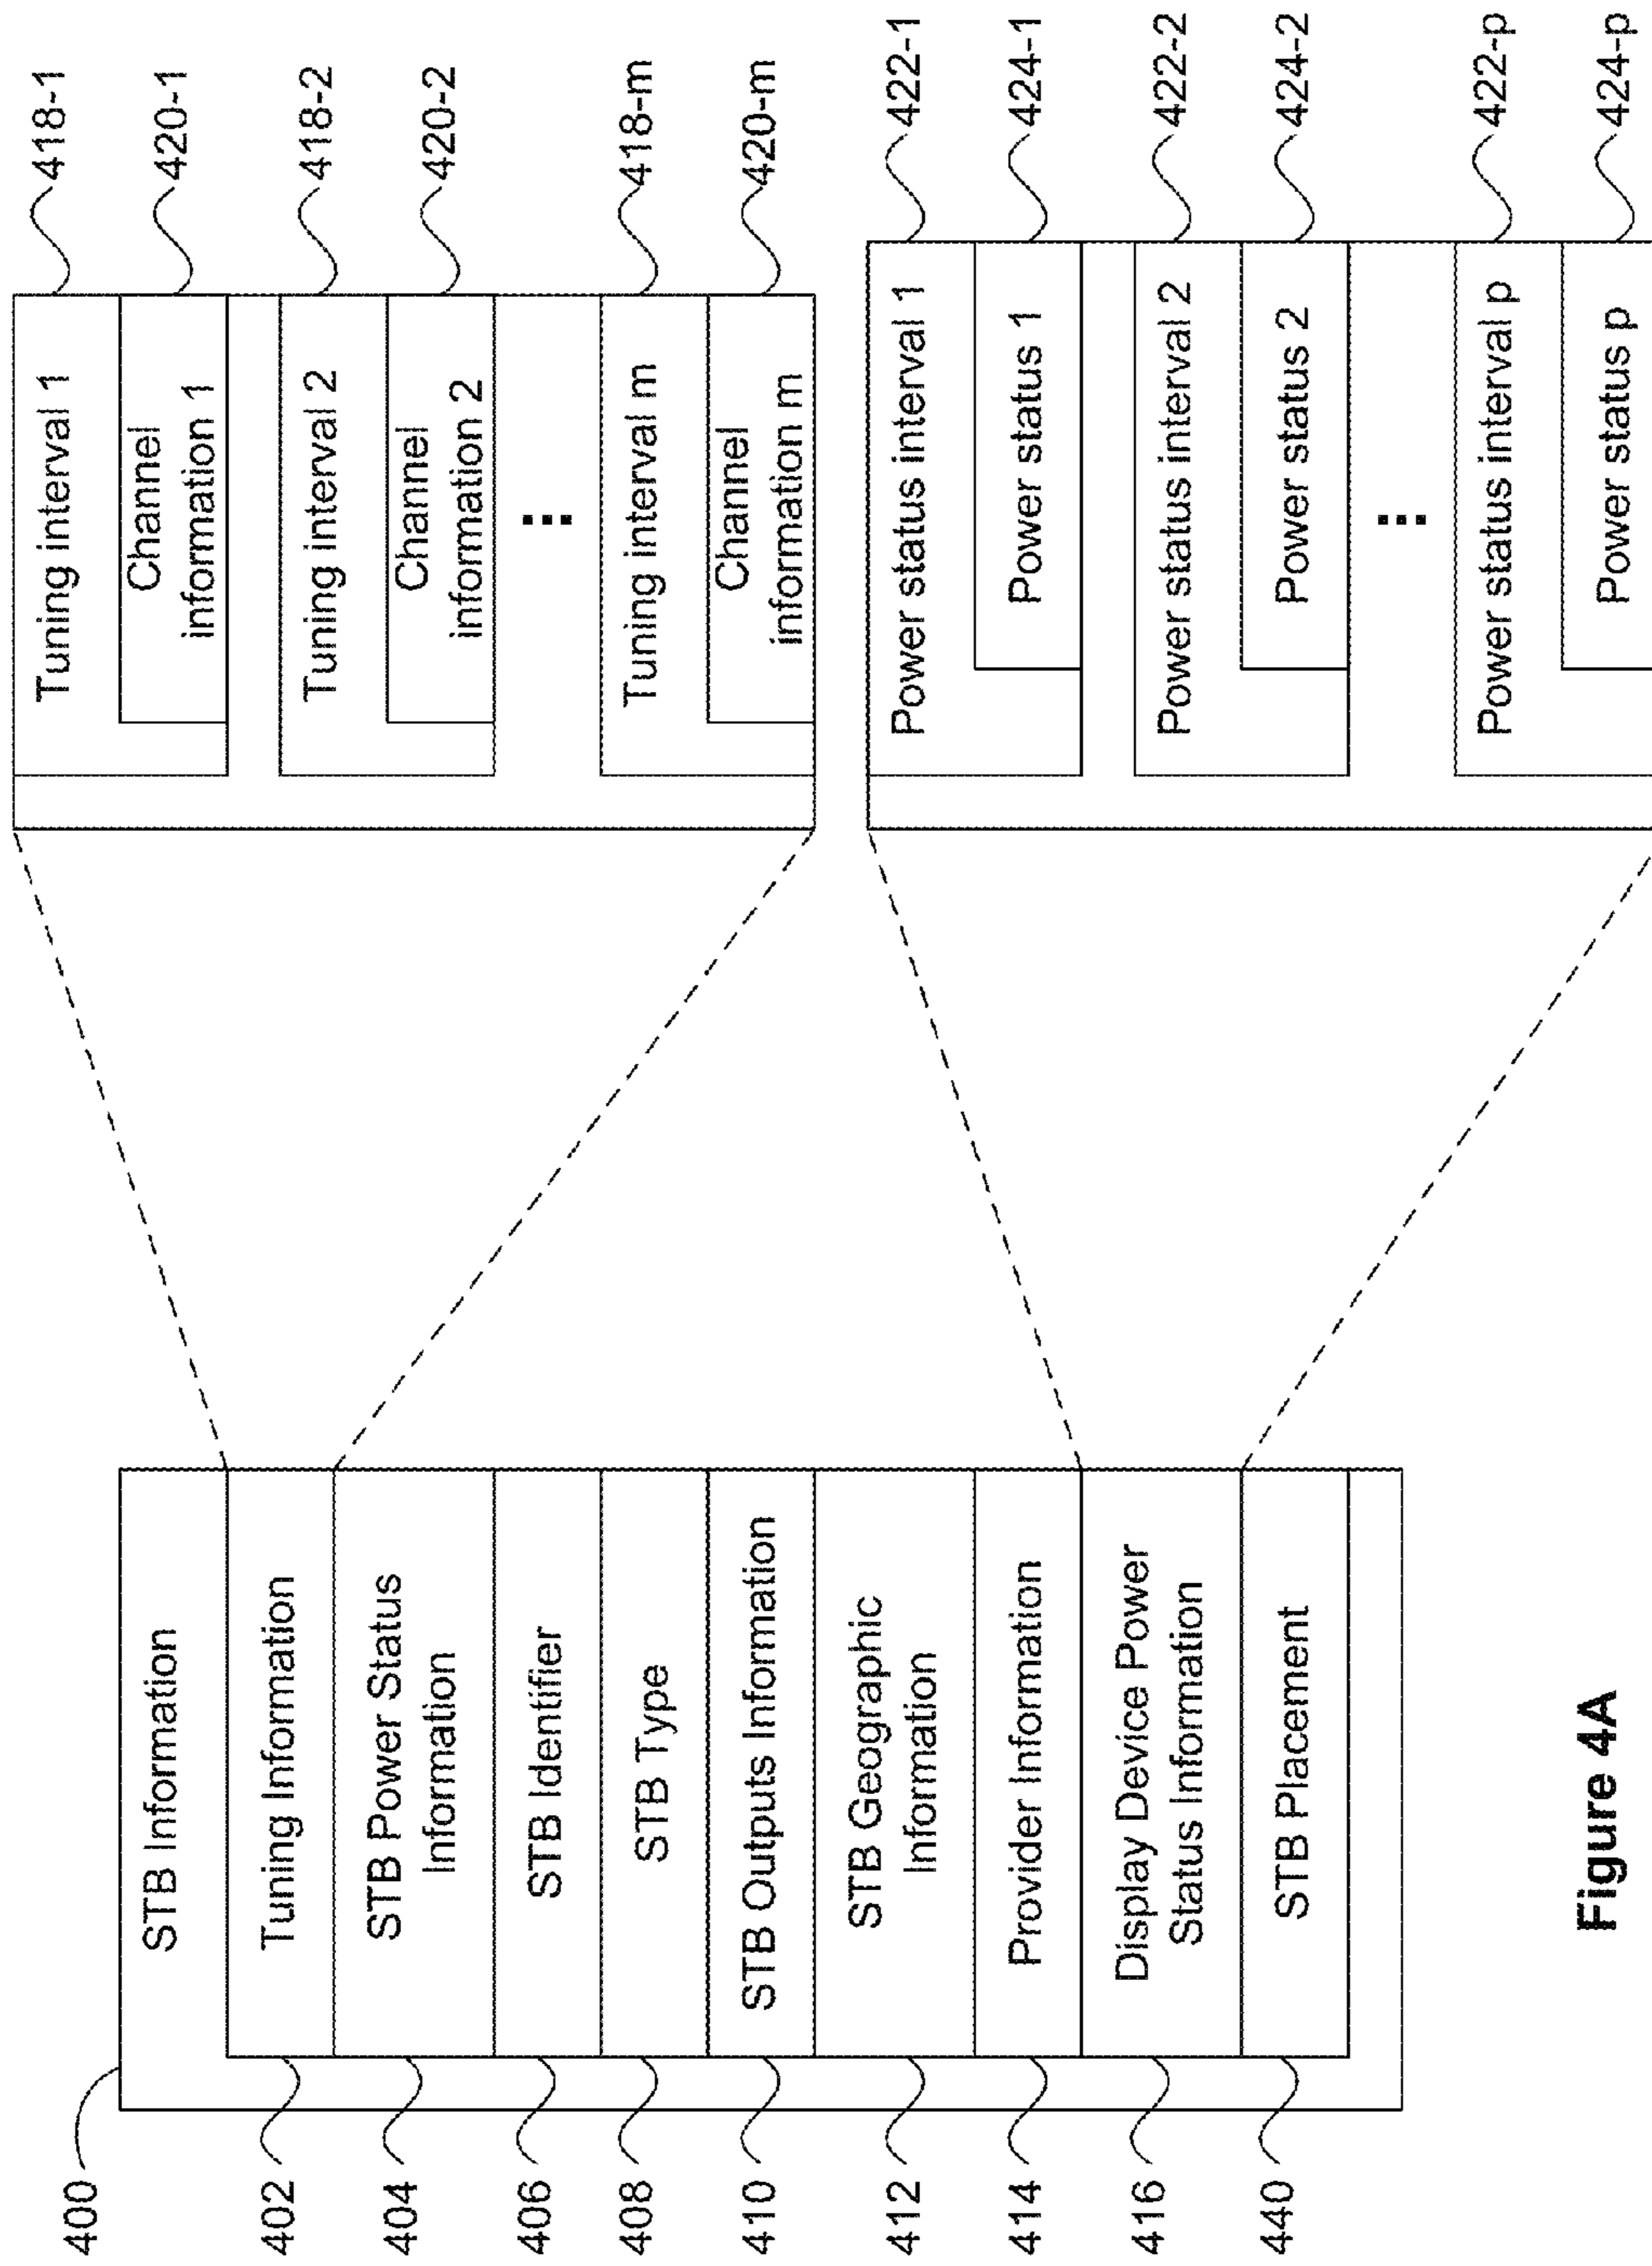 400
STB Information
402
Tuning Information
404
STB Power Status
Information
406
STB Identifier
408
STB Type
410
STB Outputs Information
412
STB Geographic
Information
414
Provider Information
416
Display Device Power
Status Information
440
STB Placement
Tuning interval 1
418-1
Channel
information 1
420-1
Tuning interval 2
418-2
Channel
information 2
420-2
...
Tuning interval m
418-m
Channel
information m
420-m
Power status interval 1
422-1
Power status 1
424-1
Power status interval 2
422-2
Power status 2
424-2
...
Power status interval p
422-p
Power status p
424-p
Figure 4A